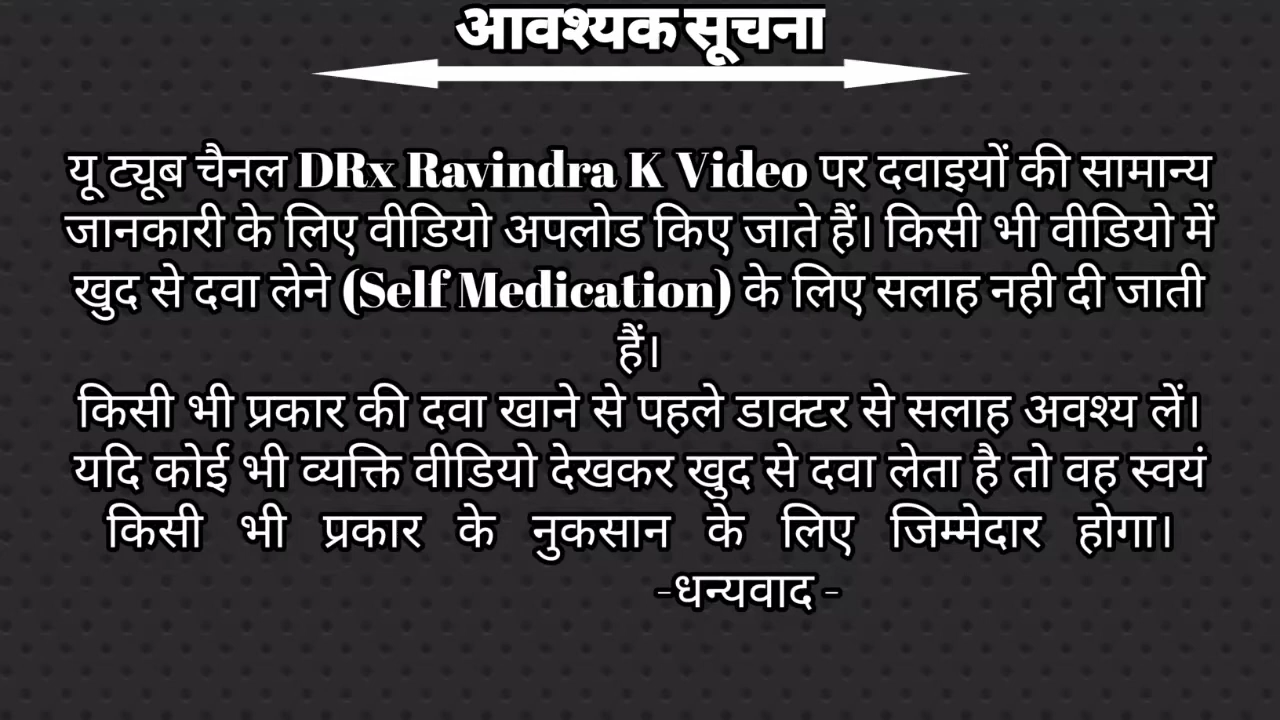 आवश्यक सूचना
यू ट्यूब चैनल DRx Ravindra K Video पर दवाइयों की सामान्य
जानकारी के लिए वीडियो अपलोड किए जाते हैं। किसी भी वीडियो में
खुद से दवा लेने (Self Medication) के लिए सलाह नही दी जाती
हैं।
किसी भी प्रकार की दवा खाने से पहले डाक्टर से सलाह अवश्य लें।
यदि कोई भी व्यक्ति वीडियो देखकर खुद से दवा लेता है तो वह स्वयं
किसी भी प्रकार के नुकसान के लिए जिम्मेदार होगा।
-धन्यवाद -